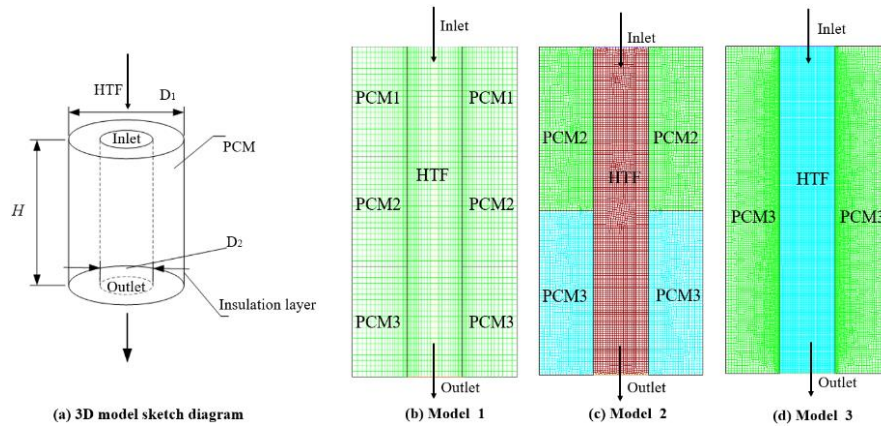 HTF
D1
Inlet
PCM
H
D2
Outlet
Insulation layer
(a) 3D model sketch diagram
Inlet
PCM1
PCM1
HTF
PCM2
PCM2
PCM3
PCM3
Outlet
(b) Model 1
Inlet
PCM2
PCM2
HTF
PCM3
PCM3
Outlet
(c) Model 2
Inlet
HTF
PCM3
PCM3
Outlet
(d) Model 3